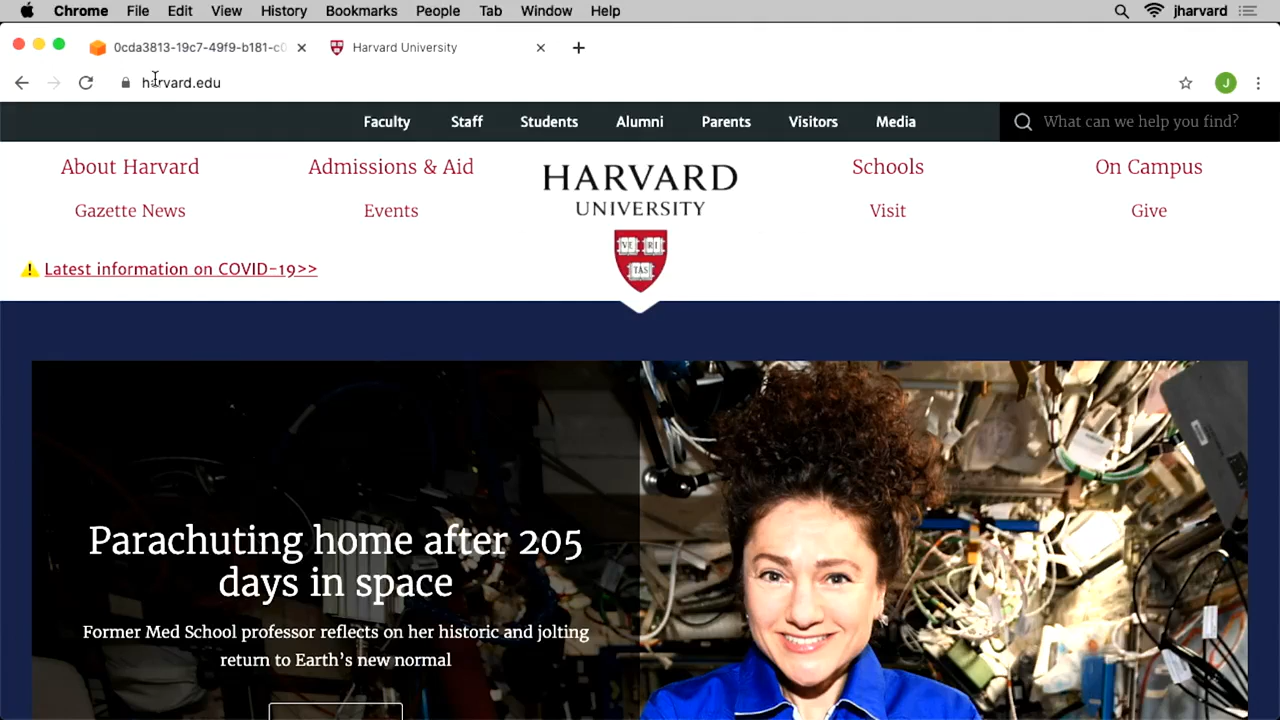 Chrome File Edit View History Bookmarks People Tab Window Help jharvard
0cda3813-19c7-49f9-b181-c0 Harvard University
harvard.edu J
Faculty Staff Students Alumni Parents Visitors Media What can we help you find?
About Harvard Admissions & Aid HARVARD Schools On Campus
Gazette News Events UNIVERSITY Visit Give
VE RI
TAS
Latest information on COVID-19>>
Parachuting home after 205
days in space
Former Med School professor reflects on her historic and jolting
return to Earth's new normal